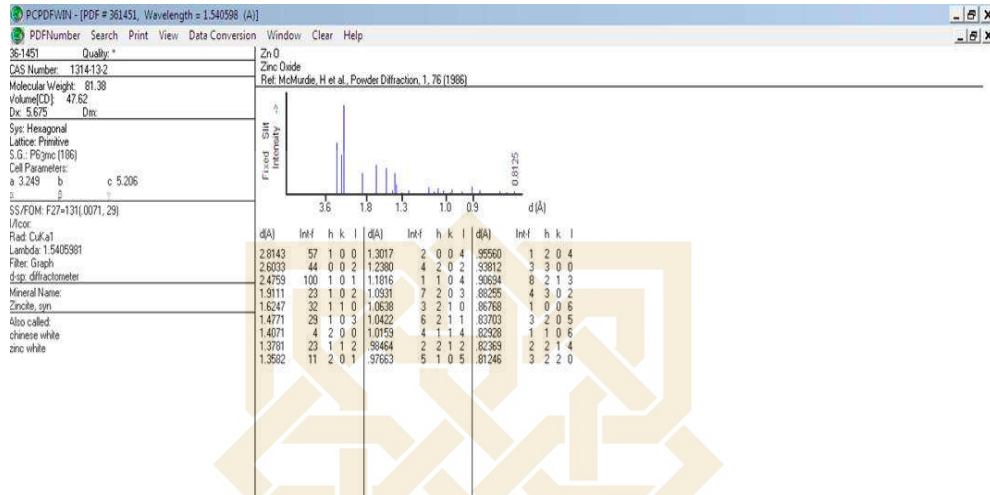 PCPDFWIN - [PDF # 361451, Wavelength = 1.540598 (A)]
PDFNumber Search Print View Data Conversion Window Clear Help
36-1451 Quality: *
CAS Number: 1314-13-2
Molecular Weight: 81.38
Volume[CD]: 47.62
Dx: 5.675 Dm:
Sys: Hexagonal
Lattice: Primitive
S.G.: P63mc (186)
Cell Parameters:
a 3.249 b c 5.206
SS/FOM: F27=131(.0071, 29)
I/Icor:
Rad: CuKa1
Lambda: 1.5405981
Filter: Graph
d-sp: diffractometer
Mineral Name:
Zincite, syn
Also called:
chinese white
zinc white
Zn O
Zinc Oxide
Ref: McMurdie, H et al., Powder Diffraction, 1, 76 (1986)
Fixed Slit
Intensity ->
0.8125
3.6 1.8 1.3 1.0 0.9 d (Å)
d(A) Int-f h k l d(A) Int-f h k l d(A) Int-f h k l
2.8143 57 1 0 0 1.3017 2 0 0 4 .95560 1 2 0 4
2.6033 44 0 0 2 1.2380 4 2 0 2 .93812 3 3 0 0
2.4759 100 1 0 1 1.1816 1 1 0 4 .90694 8 2 1 3
1.9111 23 1 0 2 1.0931 7 2 0 3 .88255 4 3 0 2
1.6247 32 1 1 0 1.0638 3 2 1 0 .86768 1 0 0 6
1.4771 29 1 0 3 1.0422 6 2 1 1 .83703 3 2 0 5
1.4071 4 2 0 0 1.0159 4 1 1 4 .82928 1 1 0 6
1.3781 23 1 1 2 .98464 2 2 1 2 .82369 2 2 1 4
1.3582 11 2 0 1 .97663 5 1 0 5 .81246 3 2 2 0